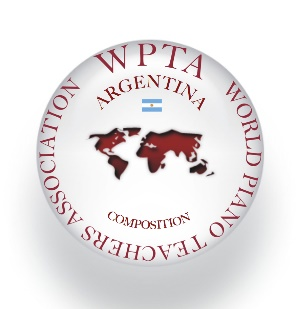 WPTA
ARGENTINA
WORLD PIANO TEACHERS ASSOCIATION
COMPOSITION